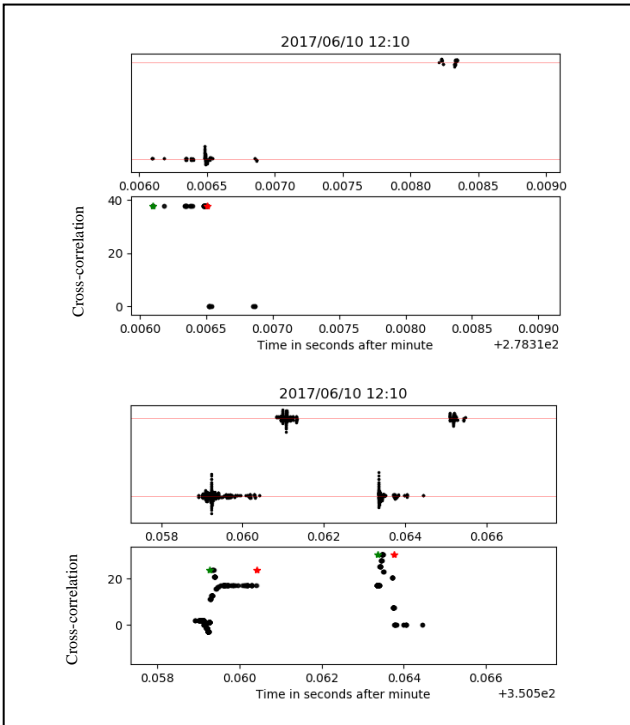 2017/06/10 12:10
0.0060 0.0065 0.0070 0.0075 0.0080 0.0085 0.0090
Cross-correlation
40
20
0
0.0060 0.0065 0.0070 0.0075 0.0080 0.0085 0.0090
Time in seconds after minute
+2.7831e2
2017/06/10 12:10
0.058 0.060 0.062 0.064 0.066
Cross-correlation
20
0
0.058 0.060 0.062 0.064 0.066
Time in seconds after minute
+3.505e2